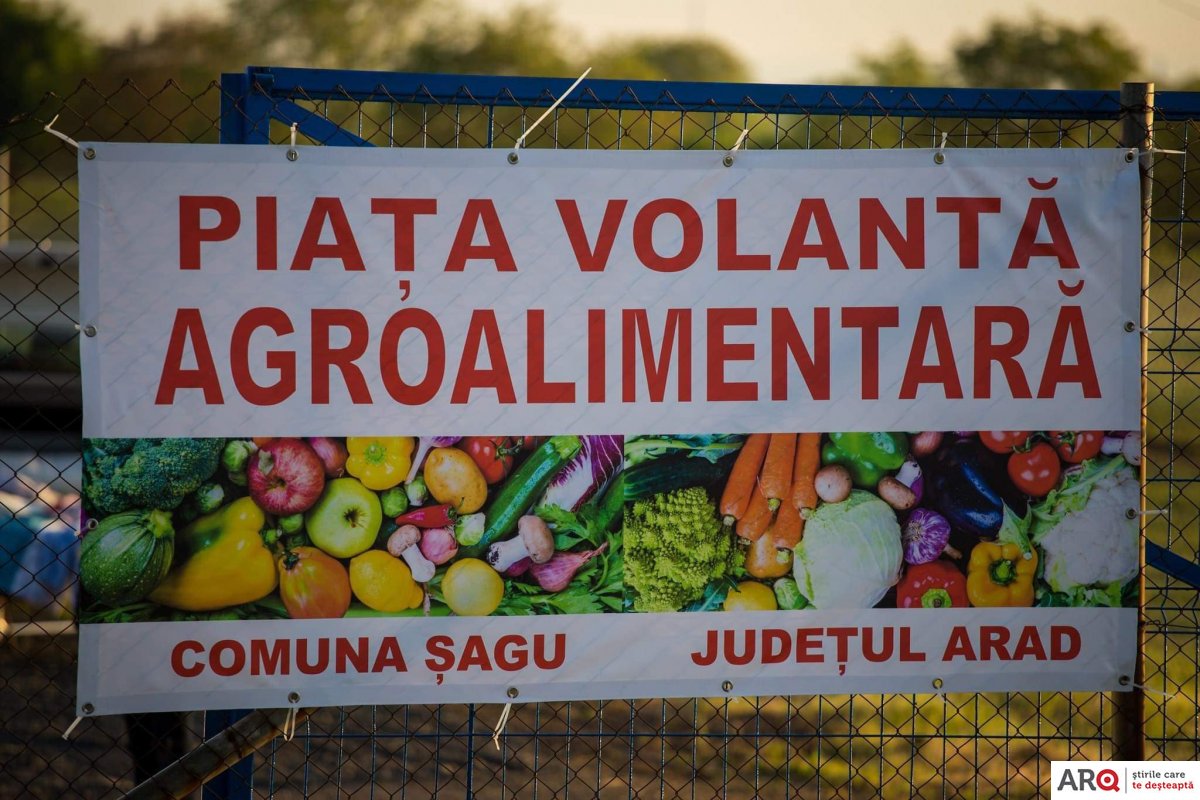 PIAȚA VOLANTĂ
AGROALIMENTARĂ
COMUNA ȘAGU JUDEȚUL ARAD
ARQ știrile care
te deșteaptă